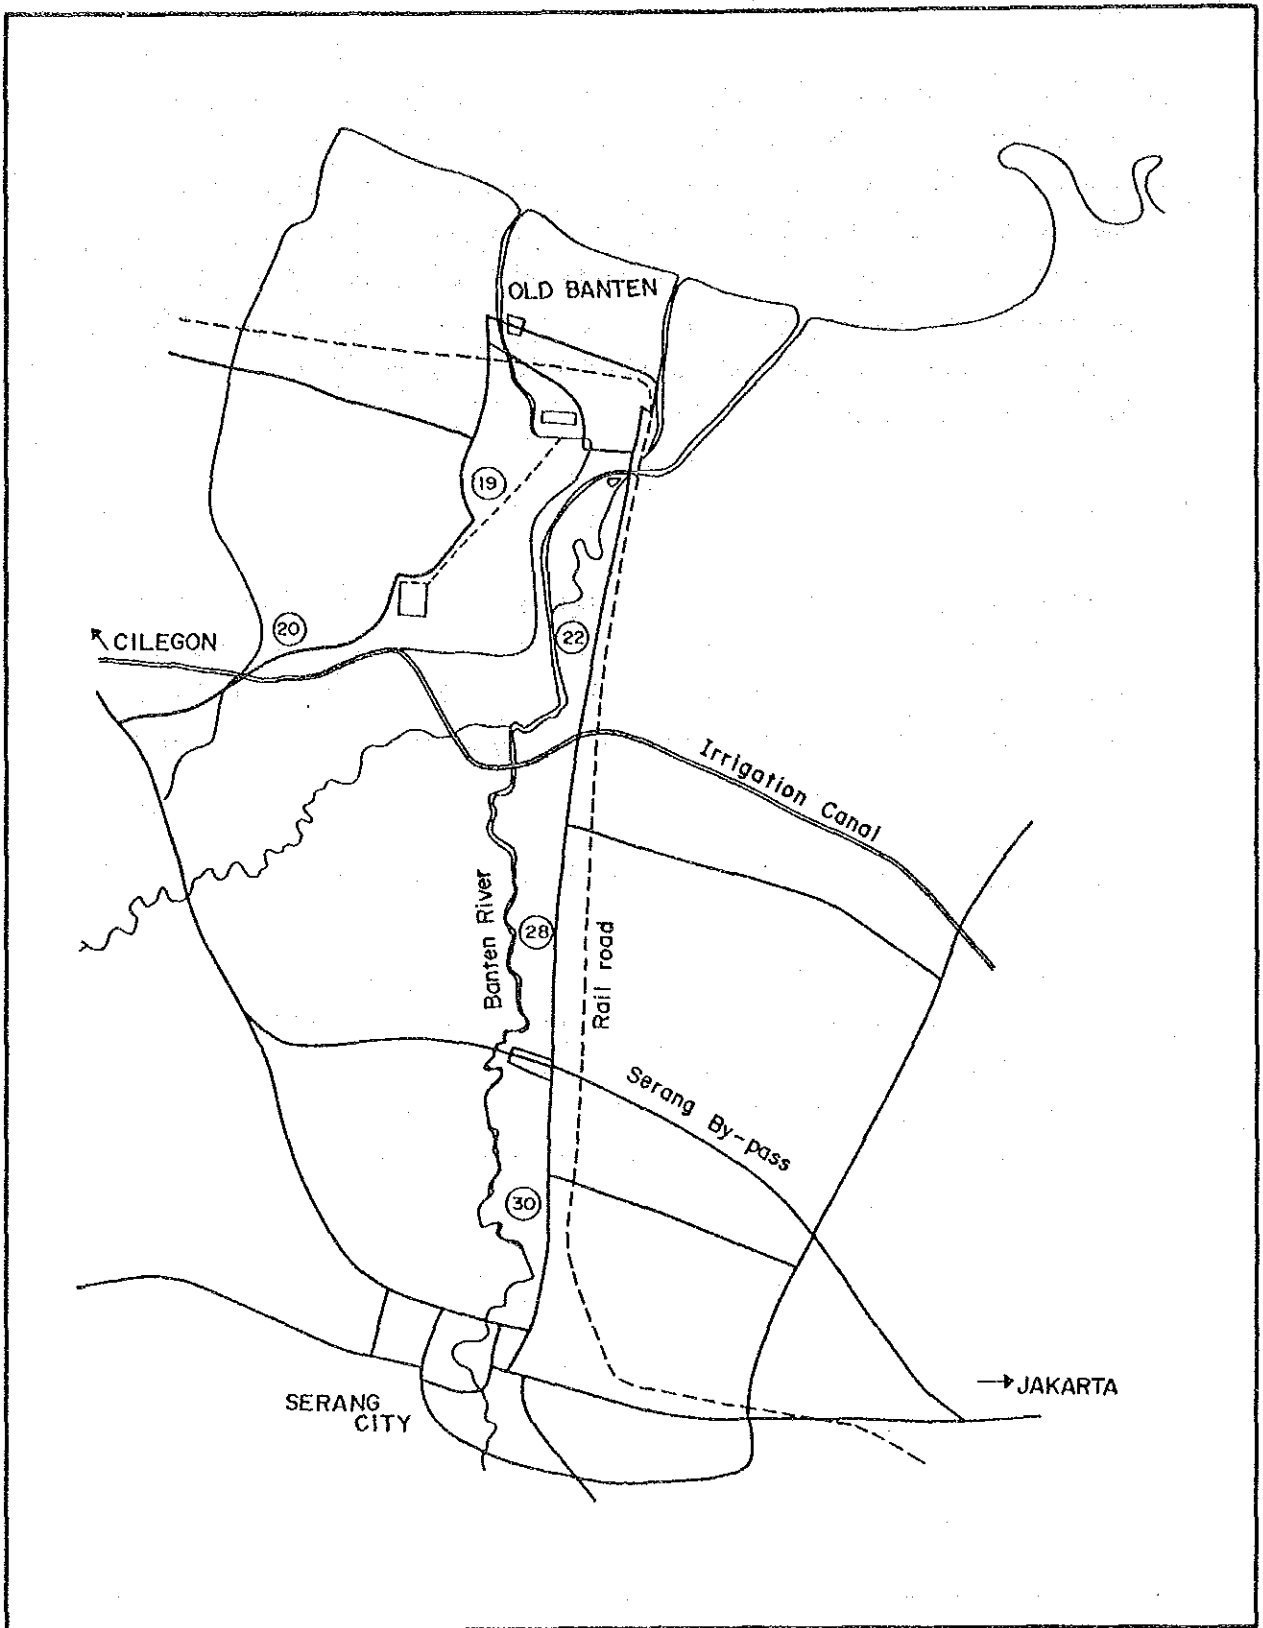 OLD BANTEN
19
20
22
CILEGON
Irrigation Canal
Banten River
28
Rail road
Serang By-pass
30
→JAKARTA
SERANG
CITY